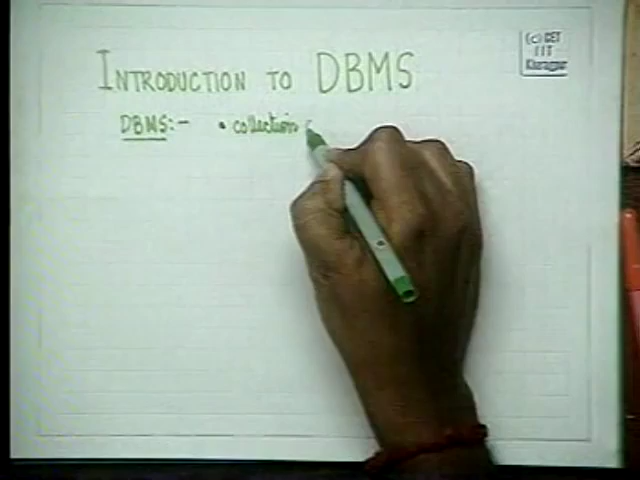 (c) CET
IIT
Kharagpur
INTRODUCTION TO DBMS
DBMS:- • collection